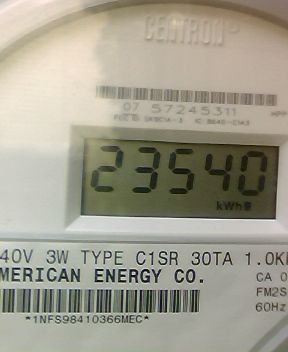 CENTRON
07 57245311
23540
kWh
40V 3W TYPE C1SR 30TA 1.0K
MERICAN ENERGY CO.
CA 0
FM2S
60Hz
*1NFS98410366MEC*